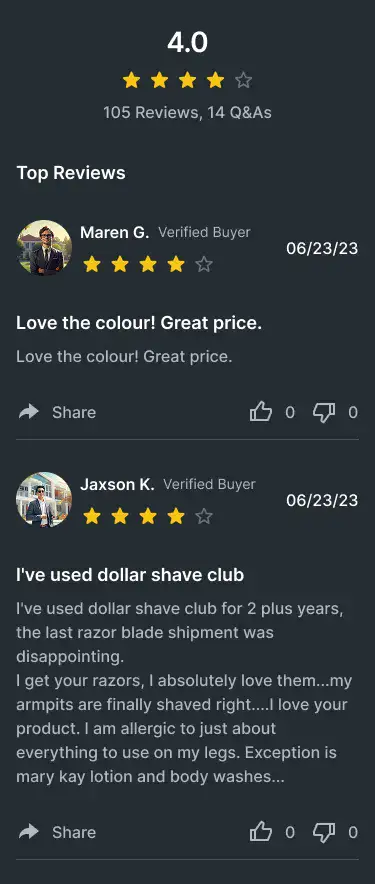 4.0
105 Reviews, 14 Q&As
Top Reviews
Maren G. Verified Buyer
06/23/23
Love the colour! Great price.
Love the colour! Great price.
Share 0 0
Jaxson K. Verified Buyer
06/23/23
I've used dollar shave club
I've used dollar shave club for 2 plus years,
the last razor blade shipment was
disappointing.
I get your razors, I absolutely love them...my
armpits are finally shaved right....I love your
product. I am allergic to just about
everything to use on my legs. Exception is
mary kay lotion and body washes...
Share 0 0